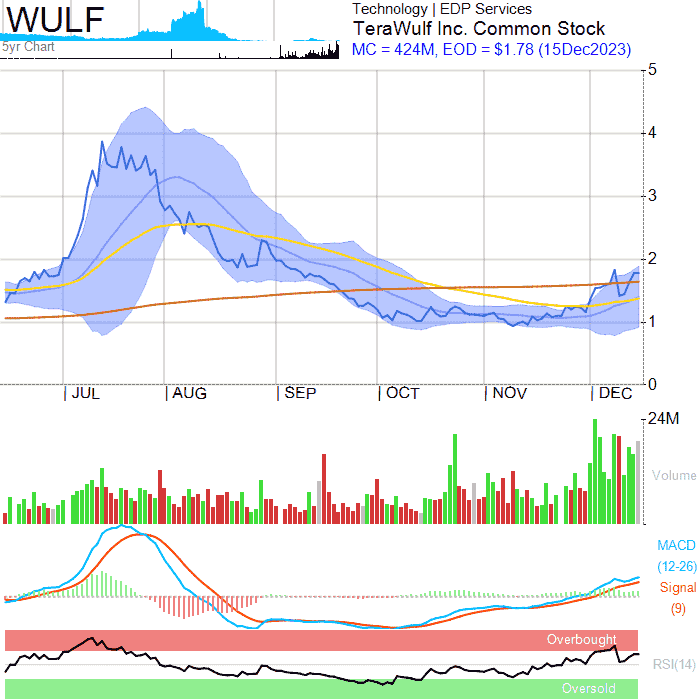 WULF
5yr Chart
Technology | EDP Services
TeraWulf Inc. Common Stock
MC = 424M, EOD = $1.78 (15Dec2023)
5
4
3
2
1
0
JUL AUG SEP OCT NOV DEC
24M
Volume
MACD
(12-26)
Signal
(9)
Overbought
RSI(14)
Oversold